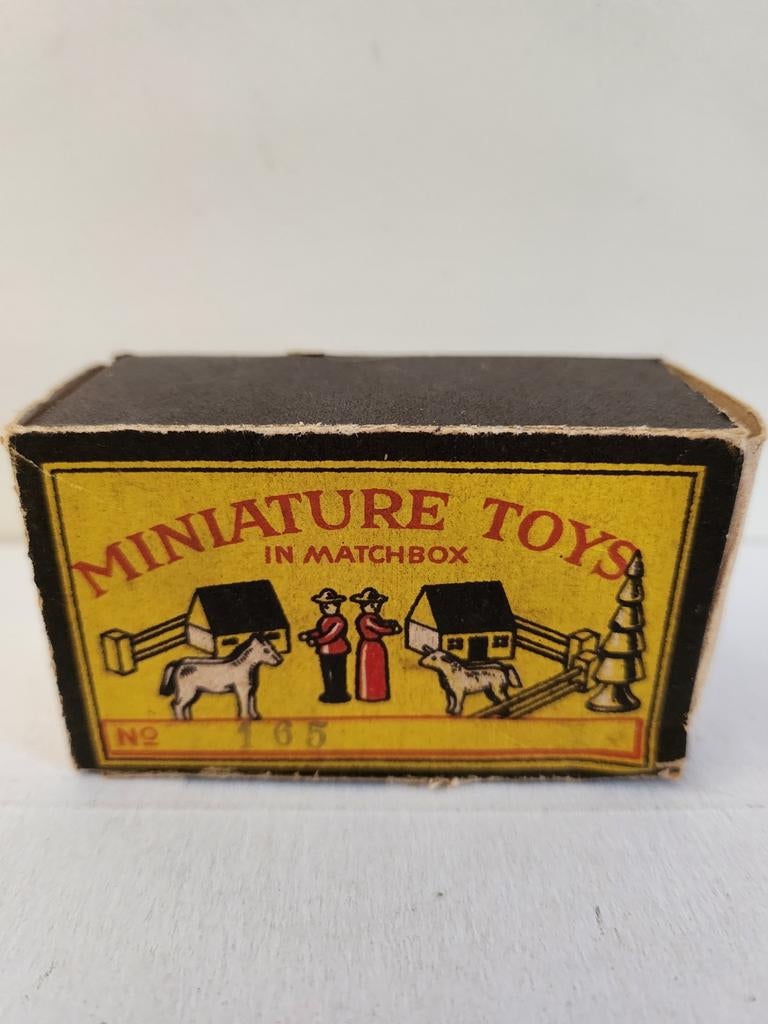 MINIATURE TOYS
IN MATCHBOX
Nº 165